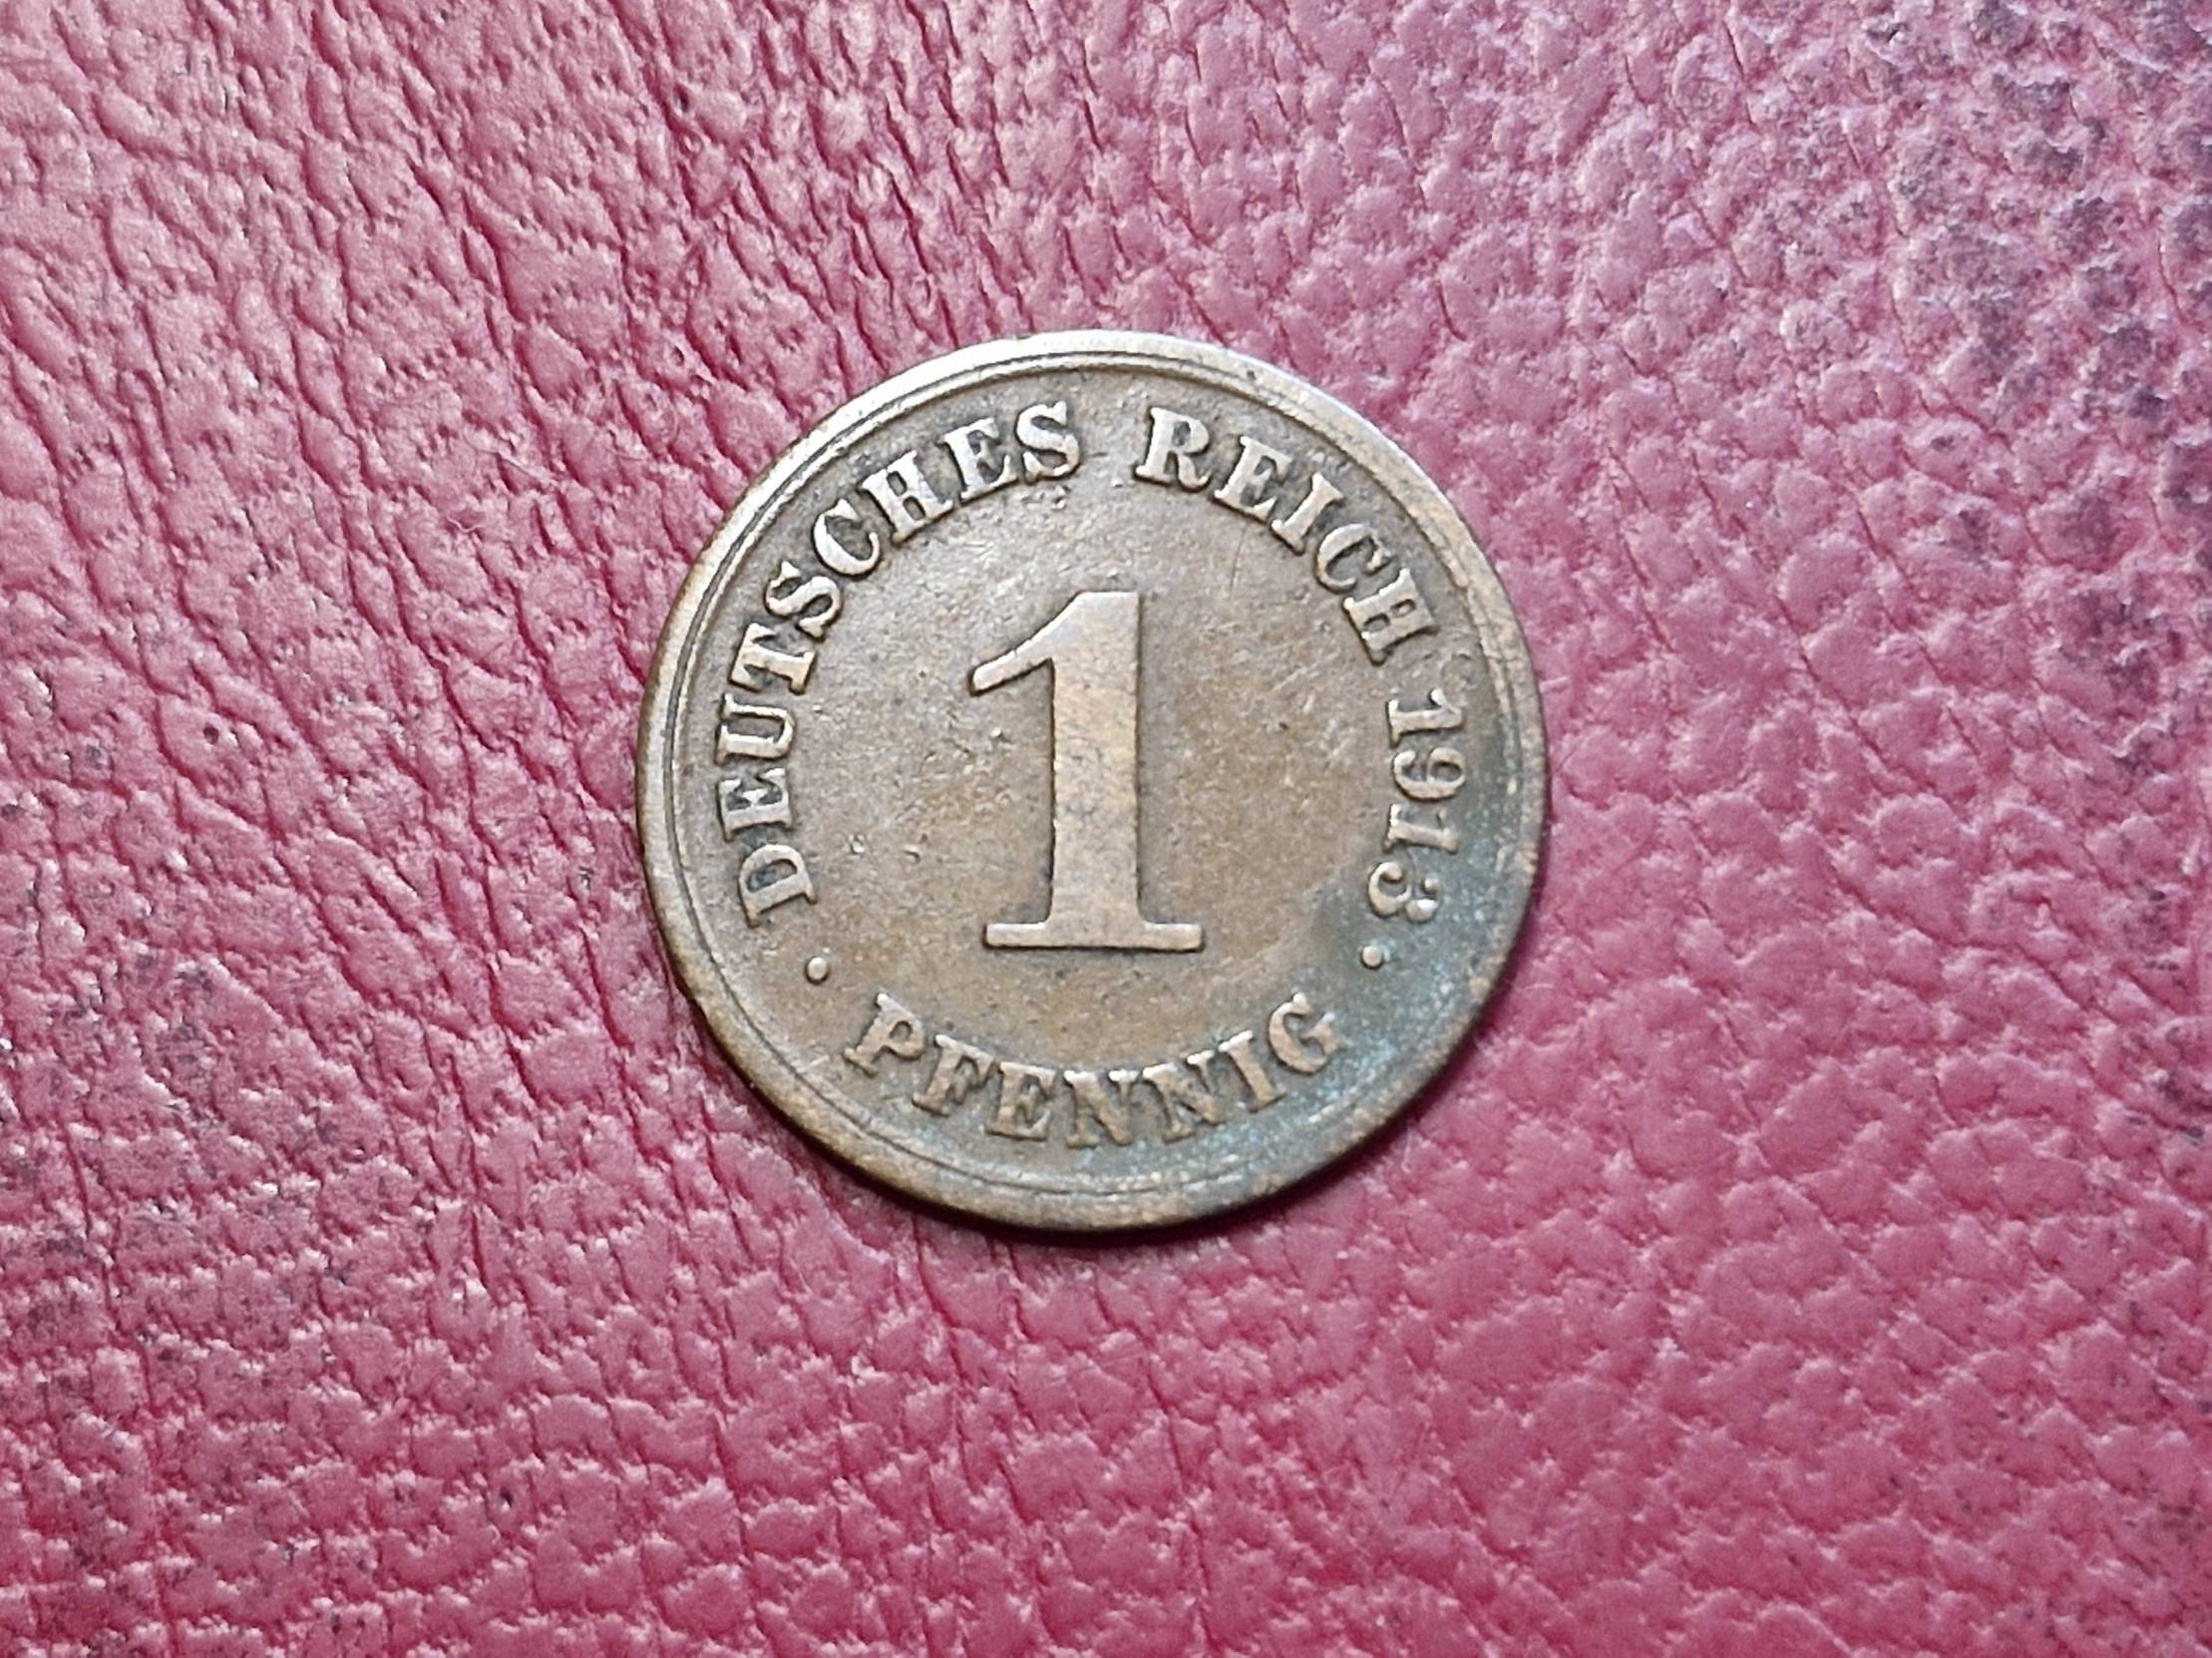 DEUTSCHES REICH 1913
1
· PFENNIG ·